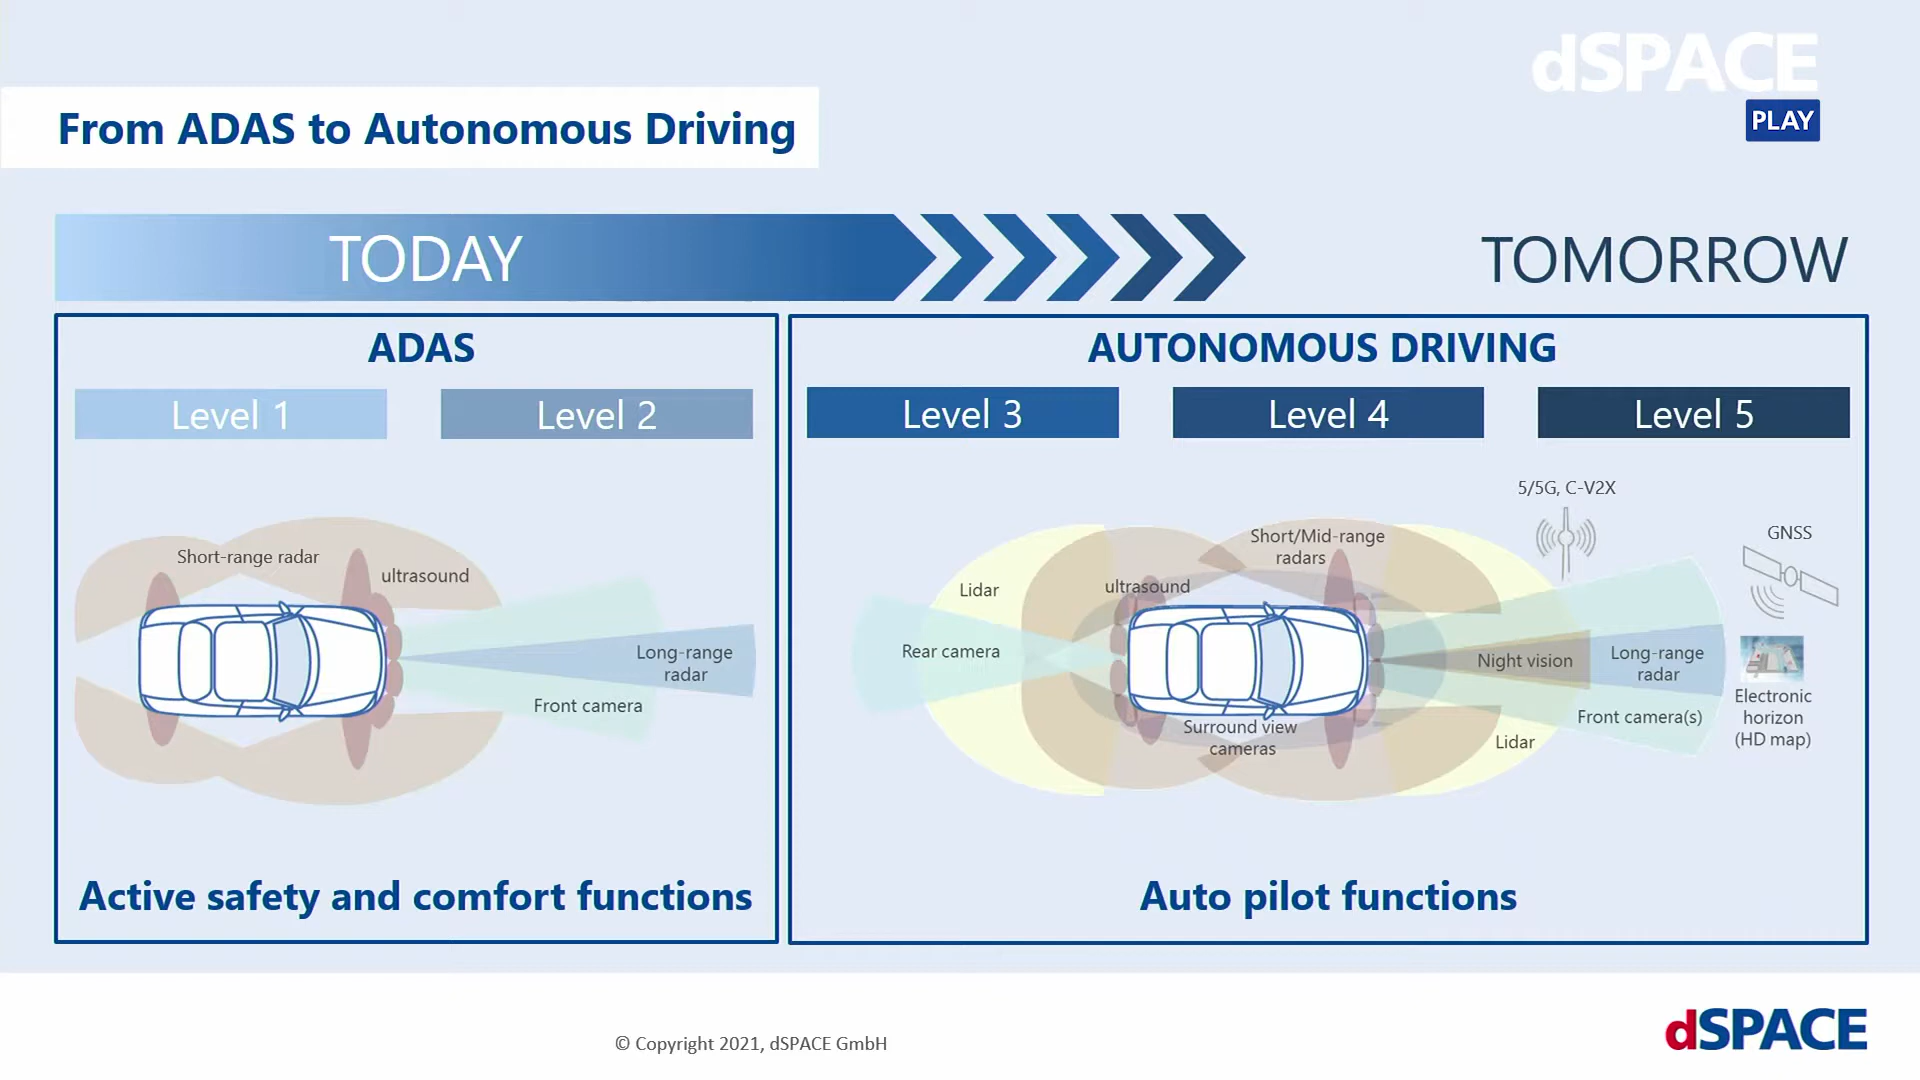 dSPACE
PLAY
From ADAS to Autonomous Driving
TODAY
TOMORROW
ADAS
Level 1
Level 2
Short-range radar
ultrasound
Long-range
radar
Front camera
Active safety and comfort functions
AUTONOMOUS DRIVING
Level 3
Level 4
Level 5
5/5G, C-V2X
GNSS
Short/Mid-range
radars
Lidar
ultrasound
Rear camera
Night vision
Long-range
radar
Electronic
horizon
(HD map)
Front camera(s)
Surround view
cameras
Lidar
Auto pilot functions
© Copyright 2021, dSPACE GmbH
dSPACE